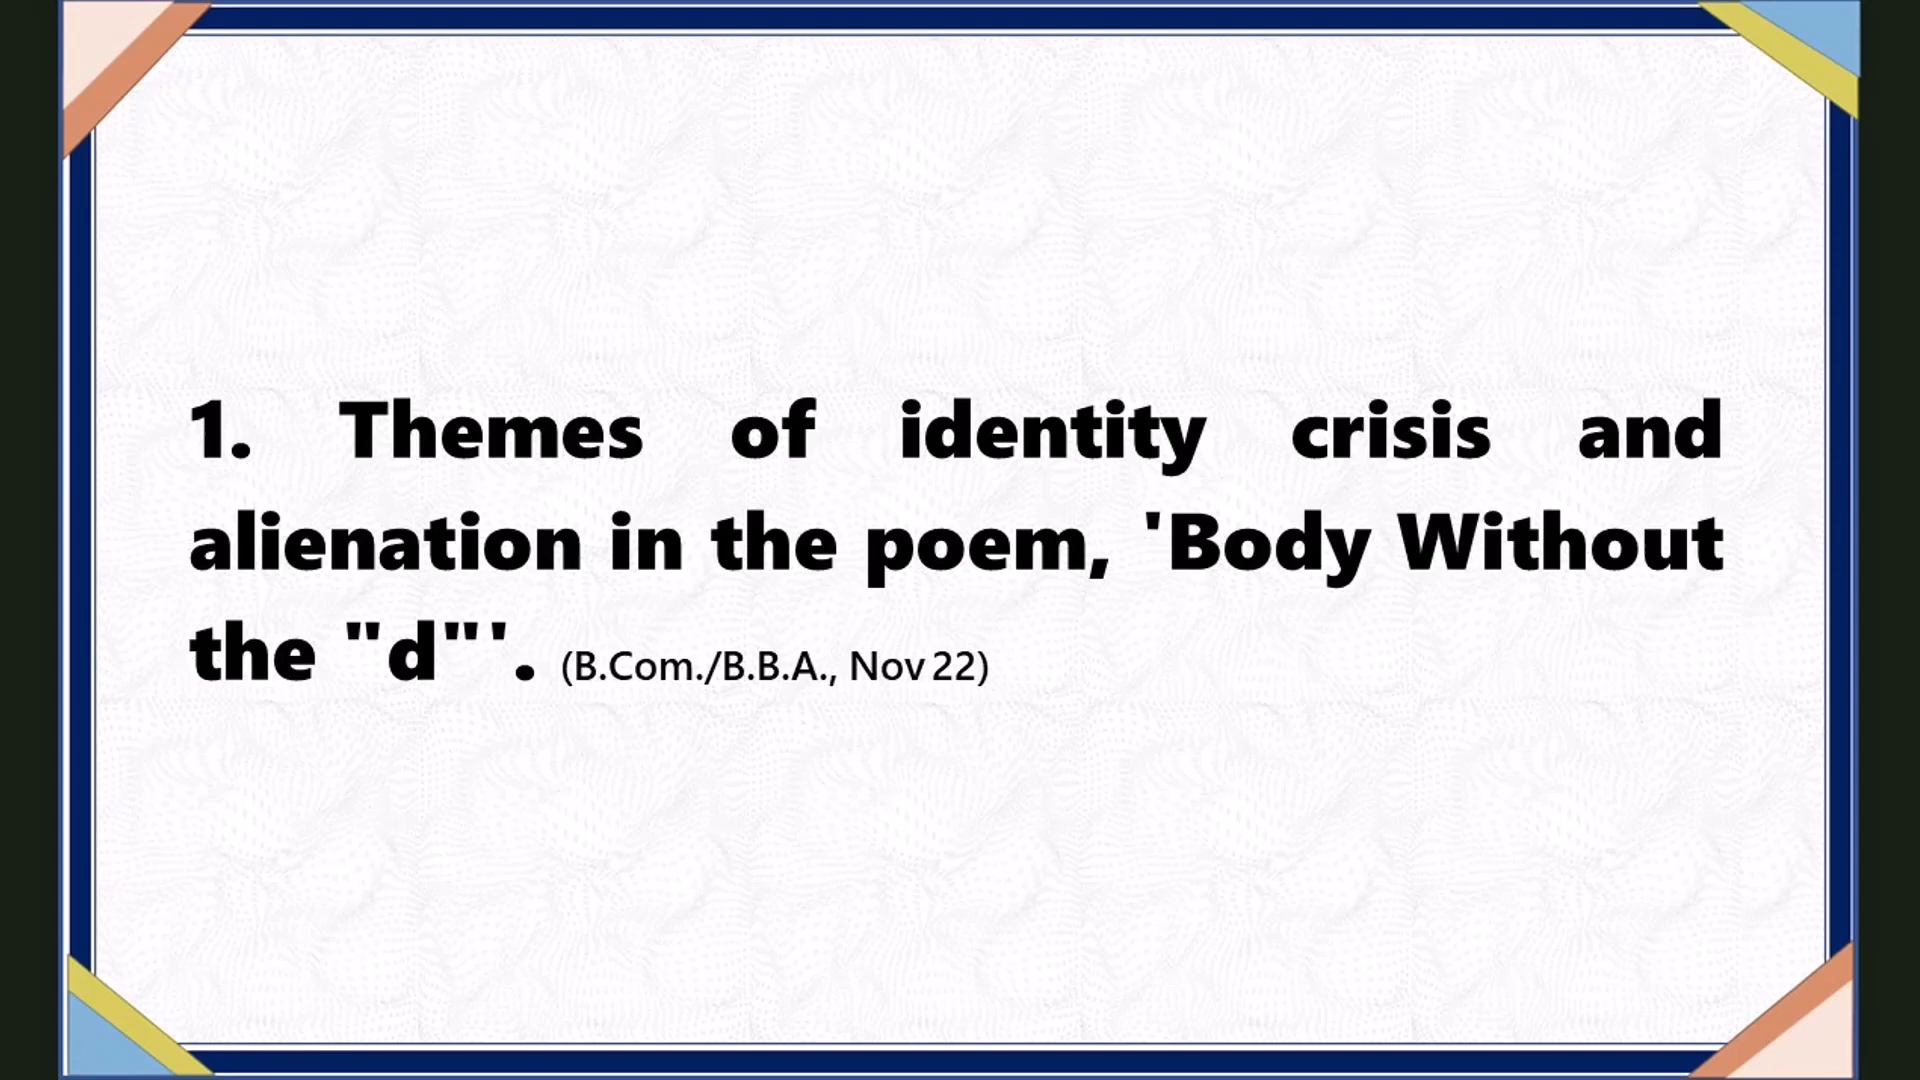 1. Themes of identity crisis and
alienation in the poem, 'Body Without
the "d"'. (B.Com./B.B.A., Nov 22)